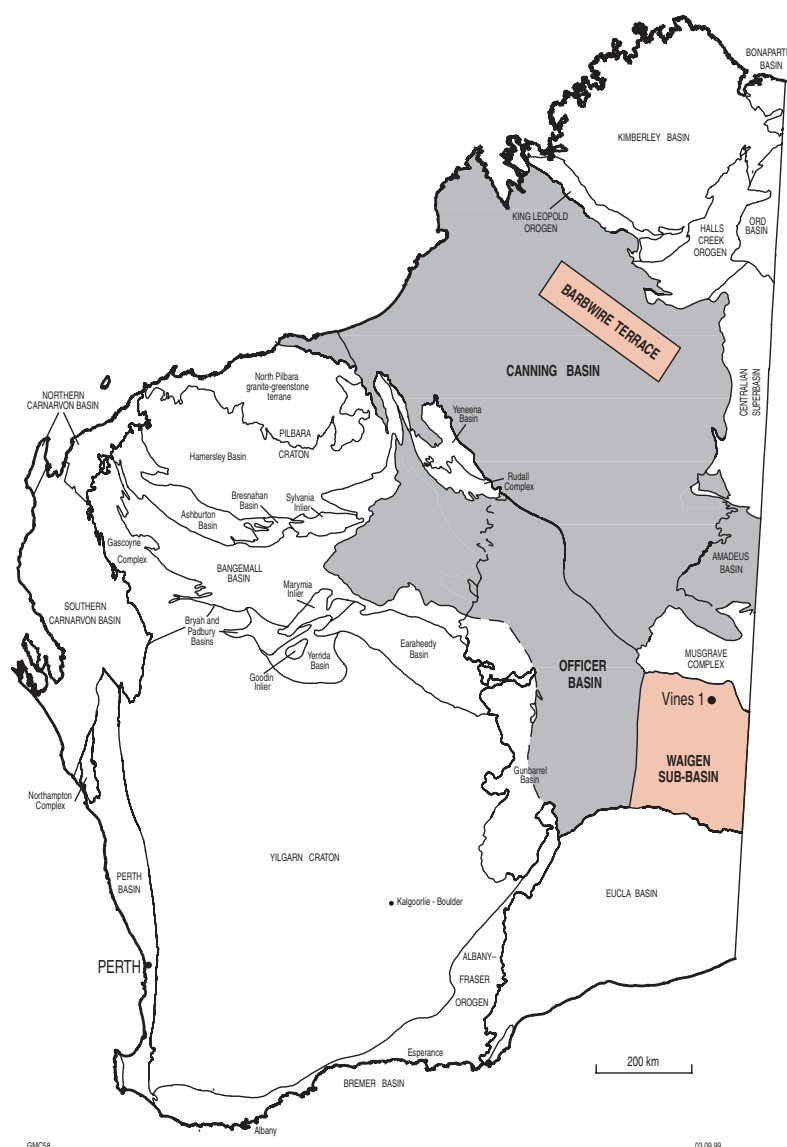 BONAPARTE
BASIN
KIMBERLEY BASIN
KING LEOPOLD
OROGEN
HALLS
CREEK
OROGEN
ORD
BASIN
BARBWIRE TERRACE
CANNING BASIN
CENTRALIAN
SUPERBASIN
North Pilbara
granite-greenstone
terrane
NORTHERN
CARNARVON BASIN
PILBARA
CRATON
Yeneena
Basin
Hamersley Basin
Rudall
Complex
Bresnahan
Basin
Sylvania
Inlier
Ashburton
Basin
Gascoyne
Complex
BANGEMALL
BASIN
AMADEUS
BASIN
Marymia
Inlier
SOUTHERN
CARNARVON BASIN
Bryah and
Padbury
Basins
Goodin
Inlier
Yerrida
Basin
Earaheedy
Basin
MUSGRAVE
COMPLEX
OFFICER
BASIN
Vines 1
WAIGEN
SUB-BASIN
Gunbarrel
Basin
Northampton
Complex
YILGARN CRATON
PERTH
BASIN
Kalgoorlie - Boulder
EUCLA BASIN
PERTH
ALBANY–
FRASER
OROGEN
Esperance
BREMER BASIN
Albany
200 km
GMC58
03.09.99